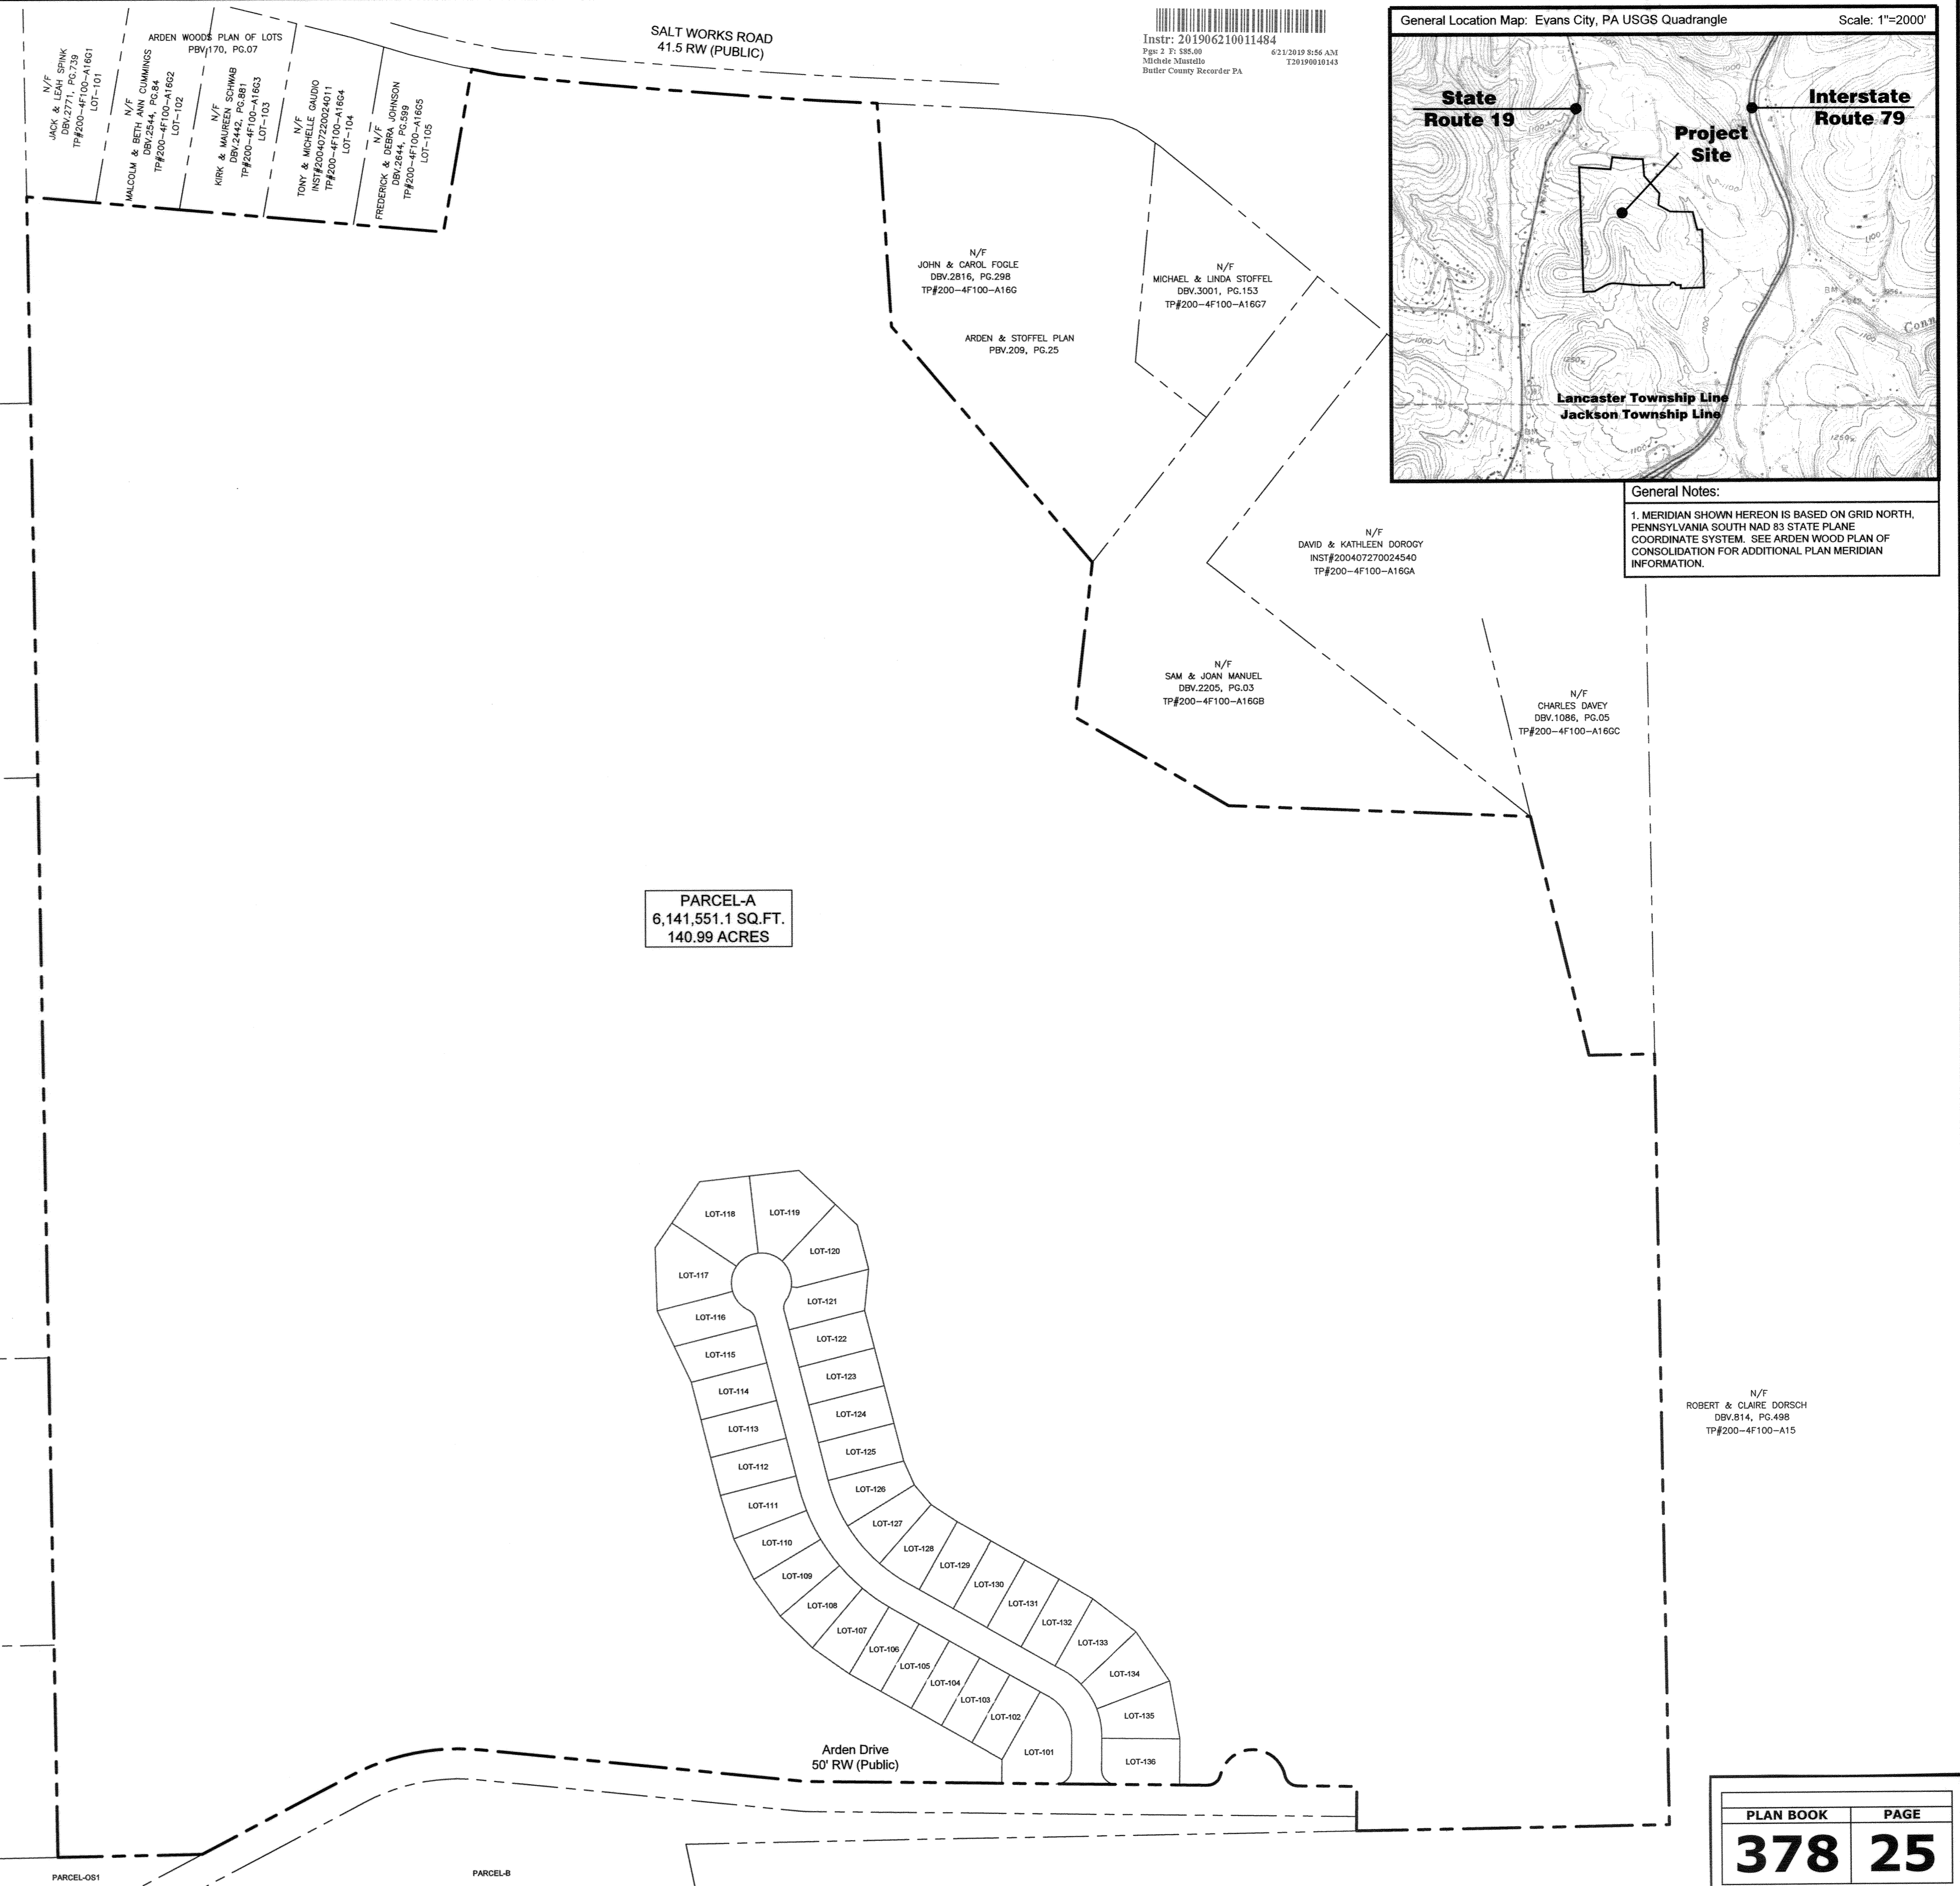 N/F
JACK & LEAH SPINK
DBV.2771, PG.739
TP#200-4F100-A16G1
LOT-101
ARDEN WOODS PLAN OF LOTS
PBV.170, PG.07
N/F
MALCOLM & BETH ANN CUMMINGS
DBV.2544, PG.84
TP#200-4F100-A16G2
LOT-102
N/F
KIRK & MAUREEN SCHWAB
DBV.2442, PG.881
TP#200-4F100-A16G3
LOT-103
N/F
TONY & MICHELLE GAUDIO
INST#200407220024011
TP#200-4F100-A16G4
LOT-104
N/F
FREDERICK & DEBRA JOHNSON
DBV.2644, PG.599
TP#200-4F100-A16G5
LOT-105
SALT WORKS ROAD
41.5 RW (PUBLIC)
Instr: 201906210011484
Pgs: 2 F: $85.00 6/21/2019 8:56 AM
Michele Mustello T20190010143
Butler County Recorder PA
General Location Map: Evans City, PA USGS Quadrangle Scale: 1"=2000'
State
Route 19
Interstate
Route 79
Project
Site
1100
1100
1100
1000
1000
1100
1250
1250
BM
BM
Conn
Lancaster Township Line
Jackson Township Line
General Notes:
1. MERIDIAN SHOWN HEREON IS BASED ON GRID NORTH,
PENNSYLVANIA SOUTH NAD 83 STATE PLANE
COORDINATE SYSTEM. SEE ARDEN WOOD PLAN OF
CONSOLIDATION FOR ADDITIONAL PLAN MERIDIAN
INFORMATION.
N/F
JOHN & CAROL FOGLE
DBV.2816, PG.298
TP#200-4F100-A16G
ARDEN & STOFFEL PLAN
PBV.209, PG.25
N/F
MICHAEL & LINDA STOFFEL
DBV.3001, PG.153
TP#200-4F100-A16G7
N/F
DAVID & KATHLEEN DOROGY
INST#200407270024540
TP#200-4F100-A16GA
N/F
SAM & JOAN MANUEL
DBV.2205, PG.03
TP#200-4F100-A16GB
N/F
CHARLES DAVEY
DBV.1086, PG.05
TP#200-4F100-A16GC
PARCEL-A
6,141,551.1 SQ.FT.
140.99 ACRES
LOT-118
LOT-119
LOT-120
LOT-117
LOT-121
LOT-116
LOT-122
LOT-115
LOT-123
LOT-114
LOT-124
LOT-113
LOT-125
LOT-112
LOT-126
LOT-111
LOT-127
LOT-110
LOT-128
LOT-129
LOT-109
LOT-130
LOT-108
LOT-131
LOT-107
LOT-132
LOT-106
LOT-133
LOT-105
LOT-134
LOT-104
LOT-103
LOT-102
LOT-135
LOT-101
LOT-136
N/F
ROBERT & CLAIRE DORSCH
DBV.814, PG.498
TP#200-4F100-A15
Arden Drive
50' RW (Public)
PARCEL-OS1
PARCEL-B
PLAN BOOK PAGE
378 25